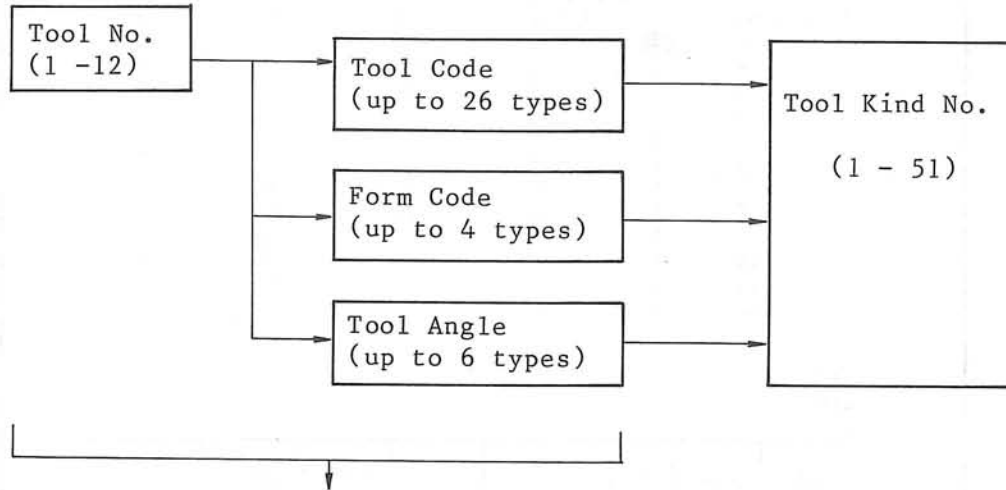 Tool No.
(1 -12)
Tool Code
(up to 26 types)
Form Code
(up to 4 types)
Tool Angle
(up to 6 types)
Tool Kind No.
(1 - 51)